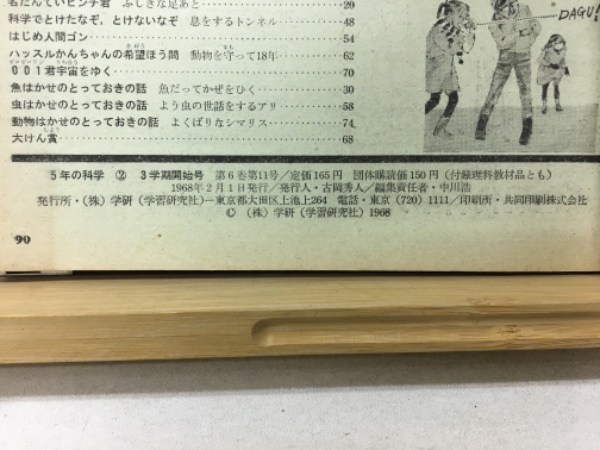 名たんていピンチ君 ふしぎな足あと……20
科学でとけたなぞ，とけないなぞ 息をするトンネル……48
はじめ人間ゴン……54
ハッスルかんちゃんの希望ほう問 動物を守って18年……62
きぼう
まも
001君宇宙をゆく……70
魚はかせのとっておきの話 魚だってかぜをひく……30
虫はかせのとっておきの話 よう虫の世話をするアリ……58
動物はかせのとっておきの話 よくばりなシマリス……74
大けん賞……68
しょう
DAGU!
5年の科学 ② 3学期開始号 第6巻第11号／定価165円 団体購読価150円（付録理科教材品とも）
1968年2月1日発行／発行人・古岡秀人／編集責任者・中川浩
発行所・（株）学研（学習研究社）―東京都大田区上池上264 電話・東京（720）1111／印刷所・共同印刷株式会社
© （株）学研（学習研究社）1968
90